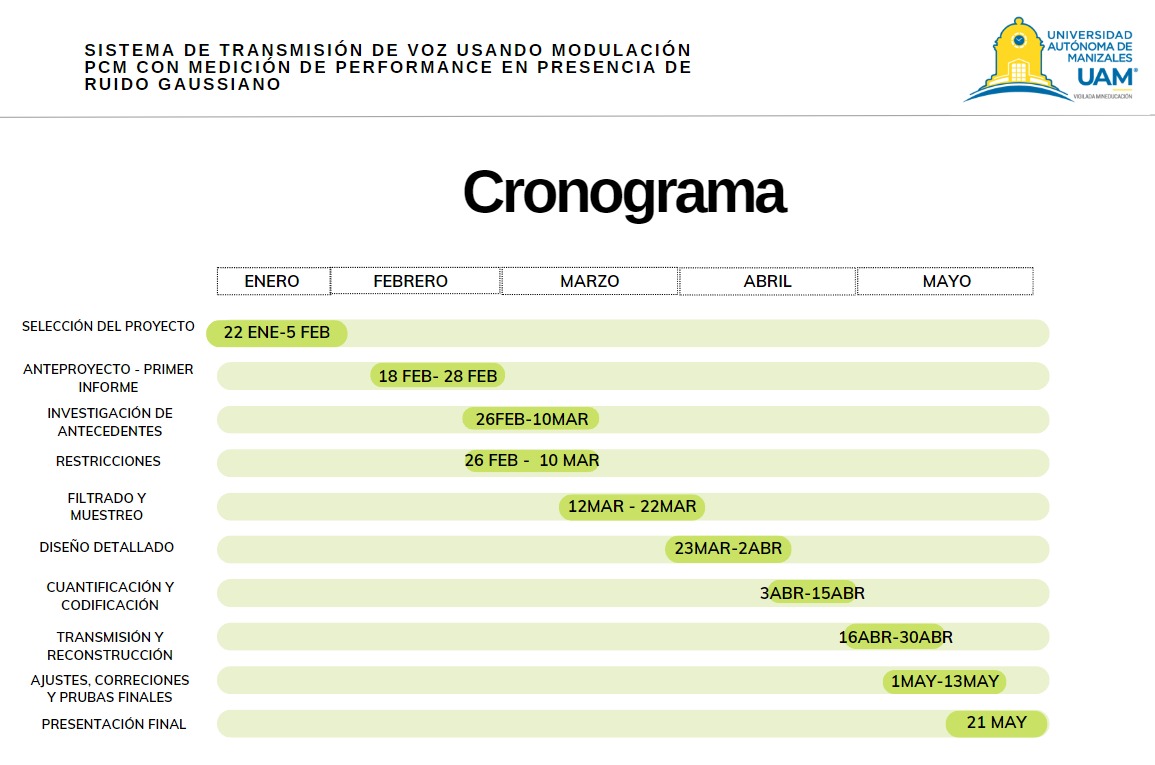 SISTEMA DE TRANSMISIÓN DE VOZ USANDO MODULACIÓN
PCM CON MEDICIÓN DE PERFORMANCE EN PRESENCIA DE
RUIDO GAUSSIANO
UNIVERSIDAD
AUTÓNOMA DE
MANIZALES
UAM®
VIGILADA MINEDUCACIÓN
Cronograma
ENERO FEBRERO MARZO ABRIL MAYO
SELECCIÓN DEL PROYECTO
22 ENE-5 FEB
ANTEPROYECTO - PRIMER
INFORME
18 FEB- 28 FEB
INVESTIGACIÓN DE
ANTECEDENTES
26FEB-10MAR
RESTRICCIONES
26 FEB - 10 MAR
FILTRADO Y
MUESTREO
12MAR - 22MAR
DISEÑO DETALLADO
23MAR-2ABR
CUANTIFICACIÓN Y
CODIFICACIÓN
3ABR-15ABR
TRANSMISIÓN Y
RECONSTRUCCIÓN
16ABR-30ABR
AJUSTES, CORRECIONES
Y PRUBAS FINALES
1MAY-13MAY
PRESENTACIÓN FINAL
21 MAY